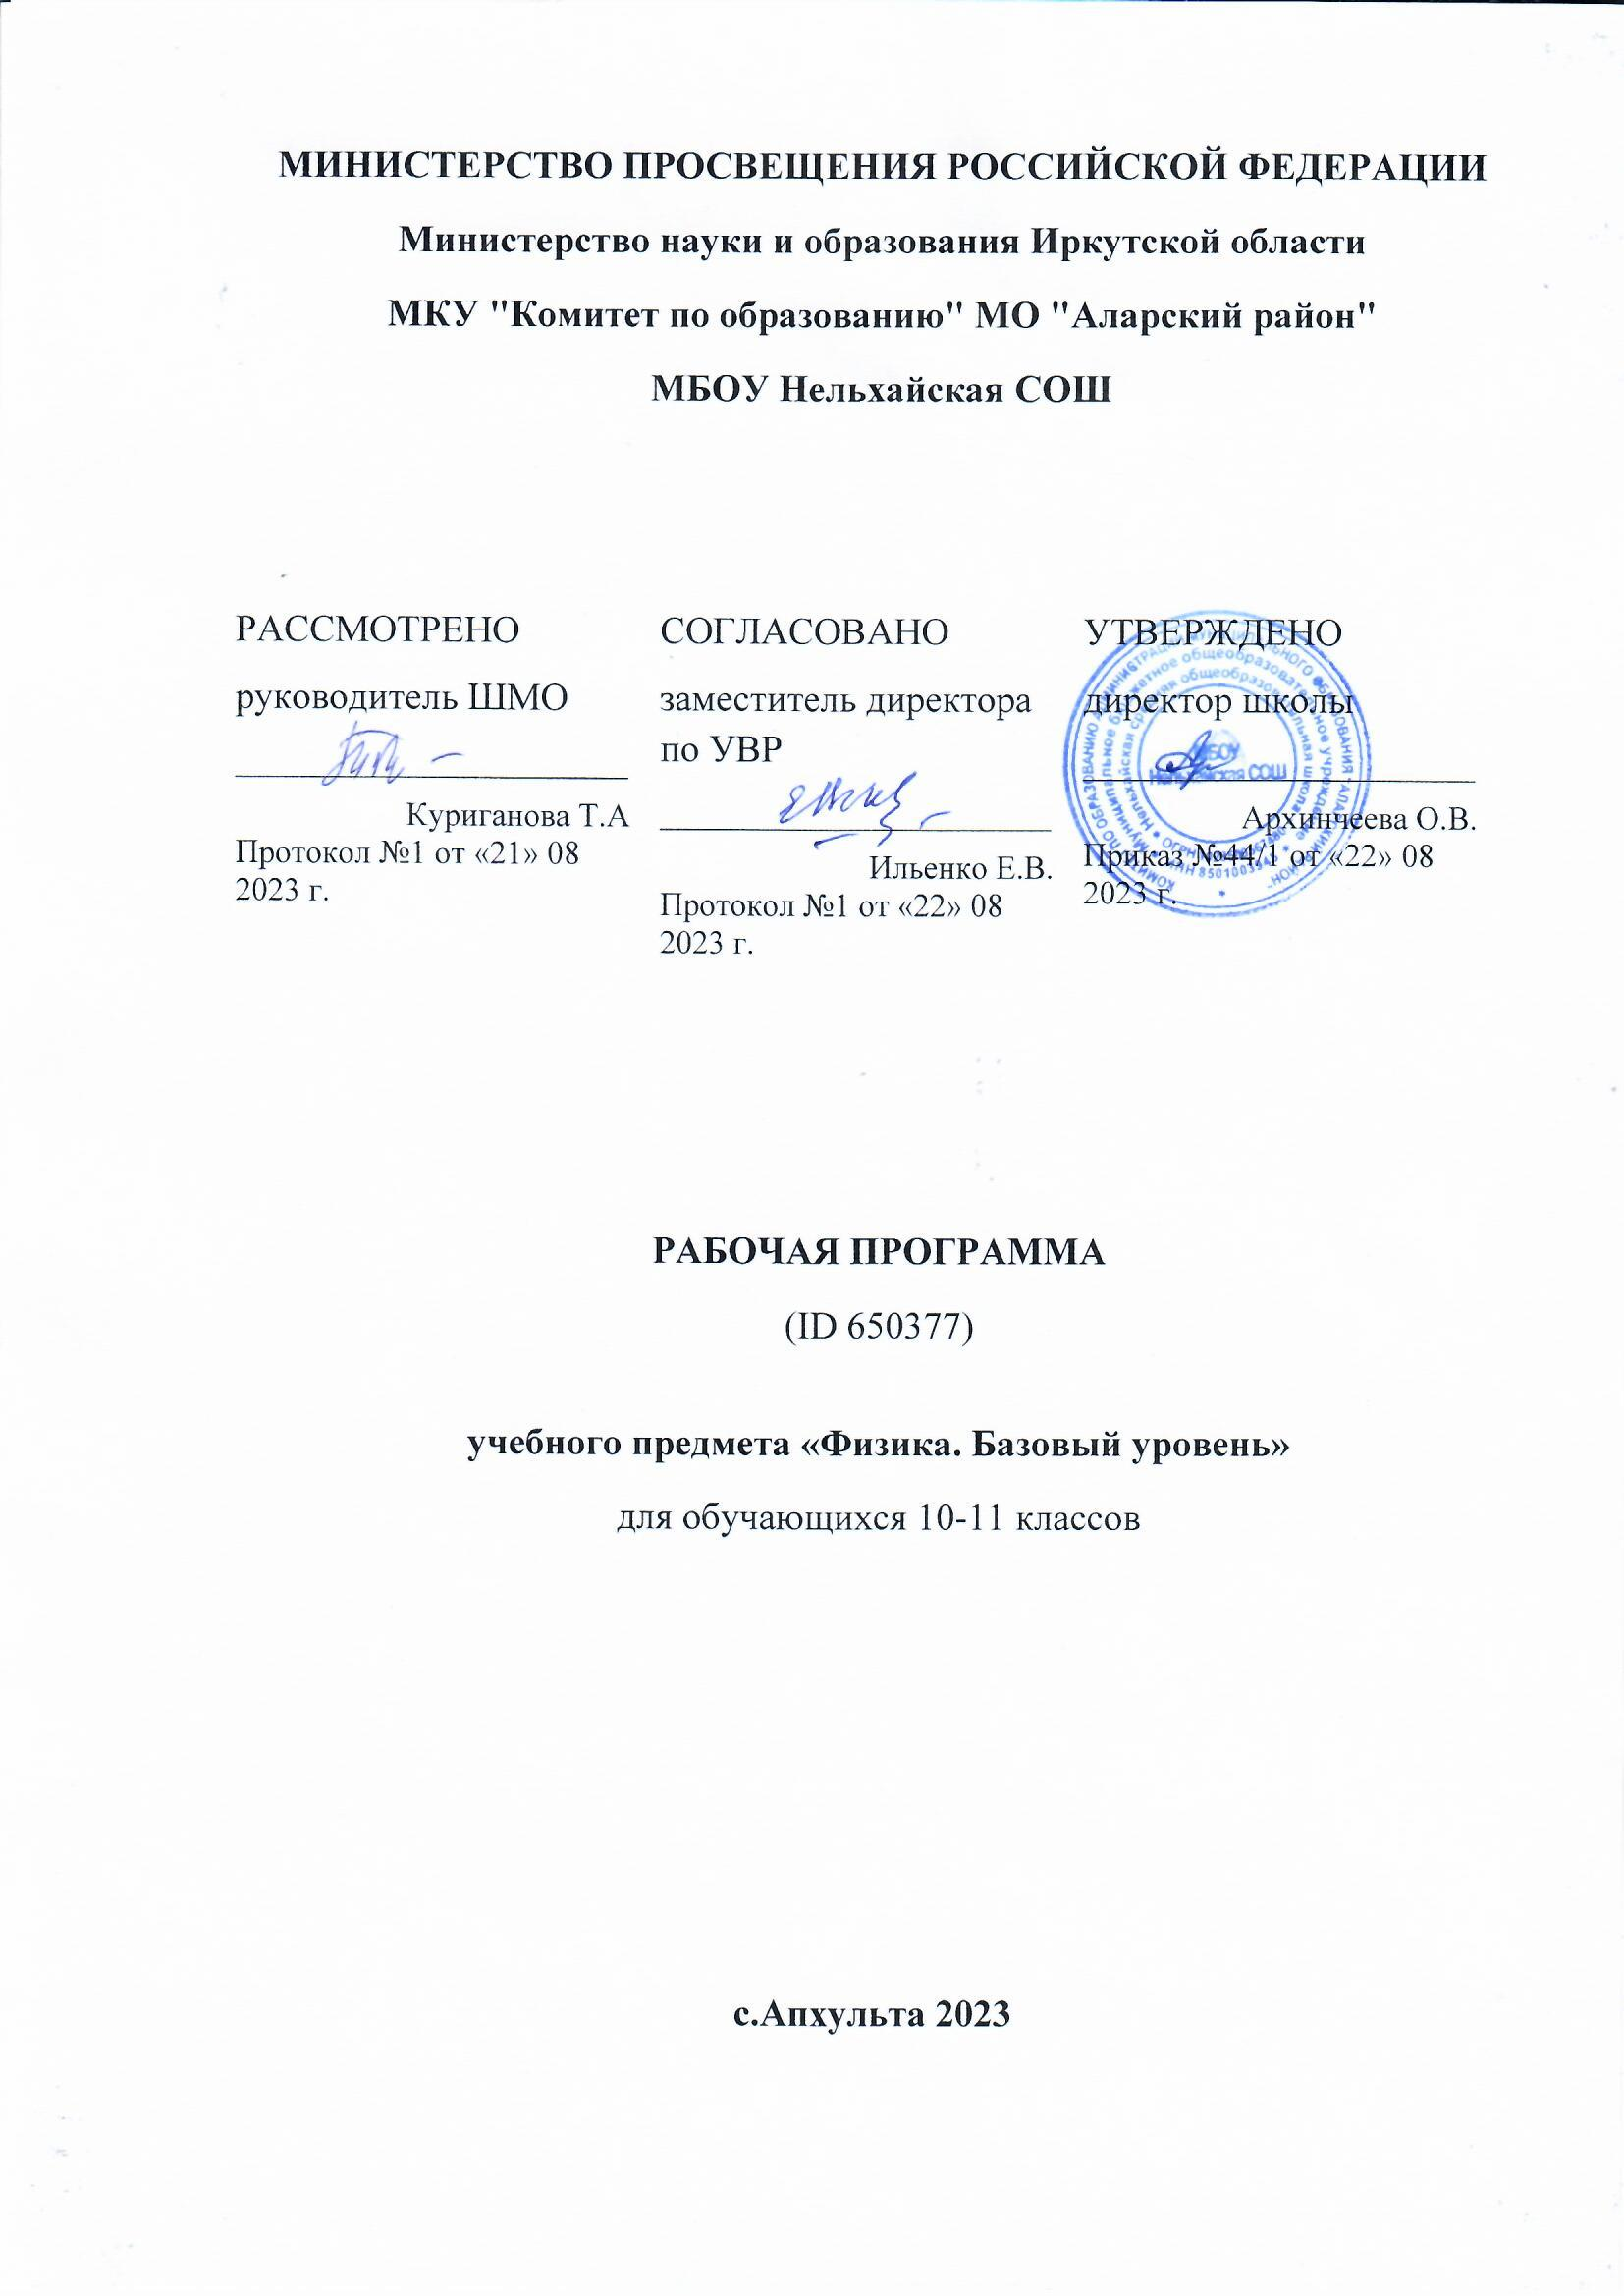 МИНИСТЕРСТВО ПРОСВЕЩЕНИЯ РОССИЙСКОЙ ФЕДЕРАЦИИ
Министерство науки и образования Иркутской области
МКУ "Комитет по образованию" МО "Аларский район"
МБОУ Нельхайская СОШ
РАССМОТРЕНО
руководитель ШМО
Куриганова Т.А
Протокол №1 от «21» 08
2023 г.
СОГЛАСОВАНО
заместитель директора
по УВР
Ильенко Е.В.
Протокол №1 от «22» 08
2023 г.
УТВЕРЖДЕНО
директор школы
Архинчеева О.В.
Приказ №44/1 от «22» 08
2023 г.
МБОУ
Нельхайская СОШ
РАБОЧАЯ ПРОГРАММА
(ID 650377)
учебного предмета «Физика. Базовый уровень»
для обучающихся 10-11 классов
с.Апхульта 2023